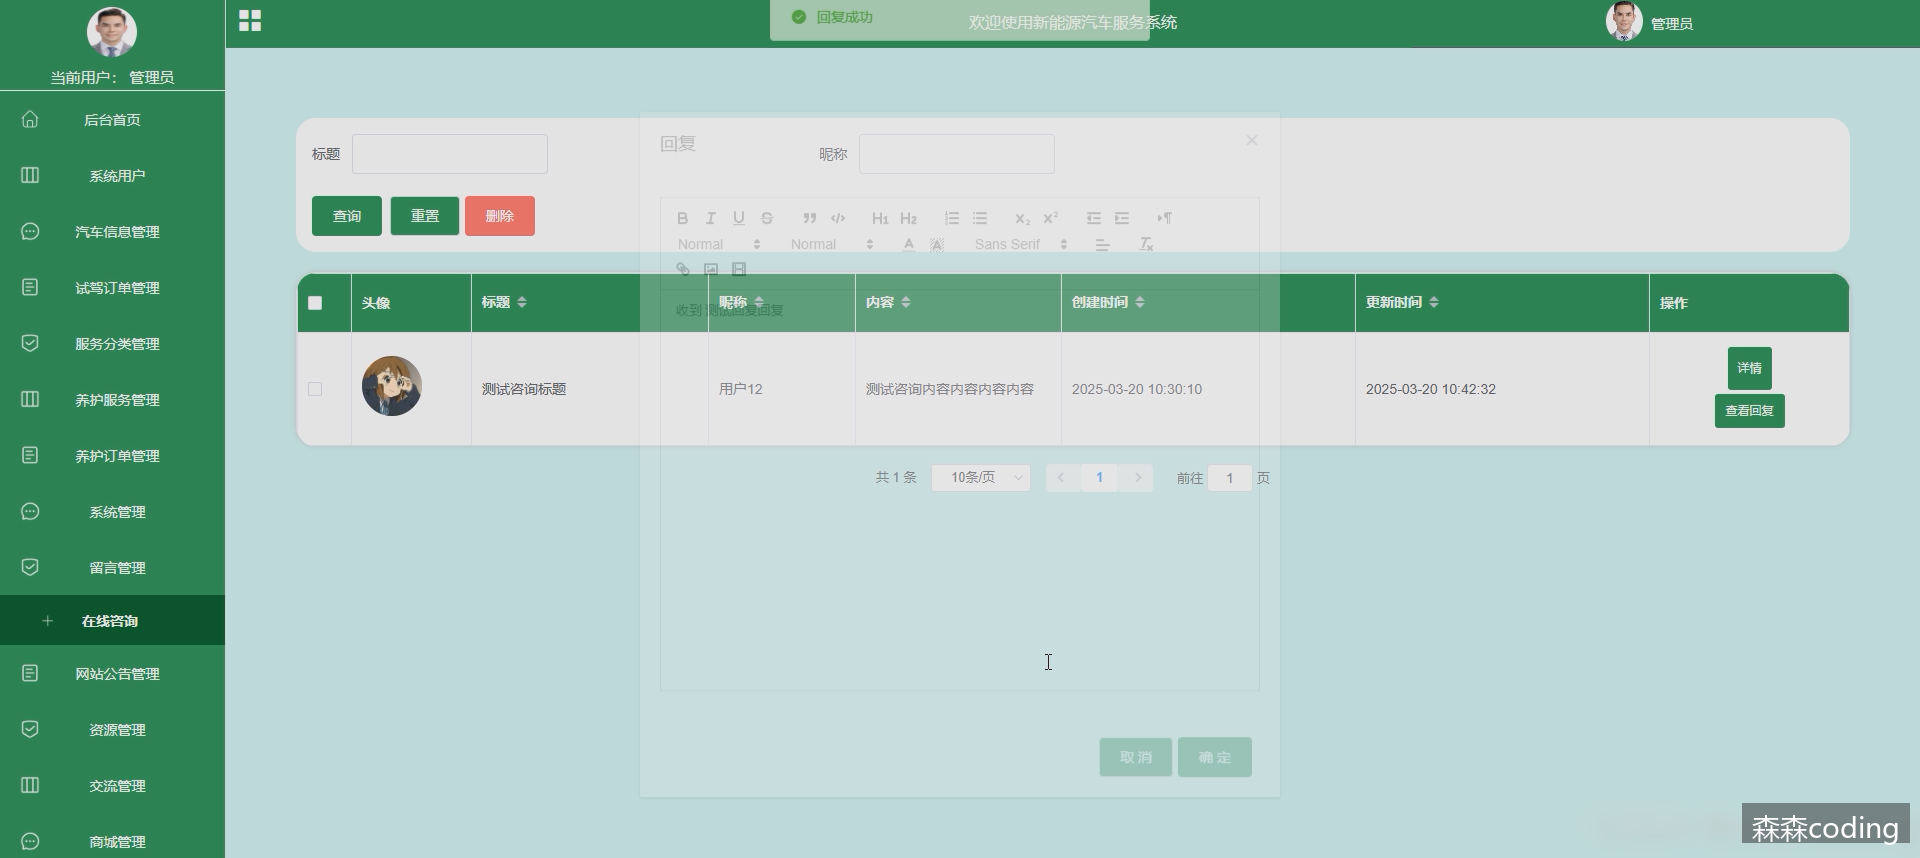 回复成功
欢迎使用新能源汽车服务系统
管理员
当前用户： 管理员
后台首页
系统用户
汽车信息管理
试驾订单管理
服务分类管理
养护服务管理
养护订单管理
系统管理
留言管理
在线咨询
网站公告管理
资源管理
交流管理
商城管理
标题
昵称
查询 重置 删除
回复
B I U S H1 H2 x2 x2
Normal Normal A A Sans Serif Tx
收到 测试回复回复
头像 标题 昵称 内容 创建时间 更新时间 操作
测试咨询标题 用户12 测试咨询内容内容内容内容 2025-03-20 10:30:10 2025-03-20 10:42:32 详情
查看回复
共 1 条 10条/页 1 前往 1 页
取 消 确 定
森森coding